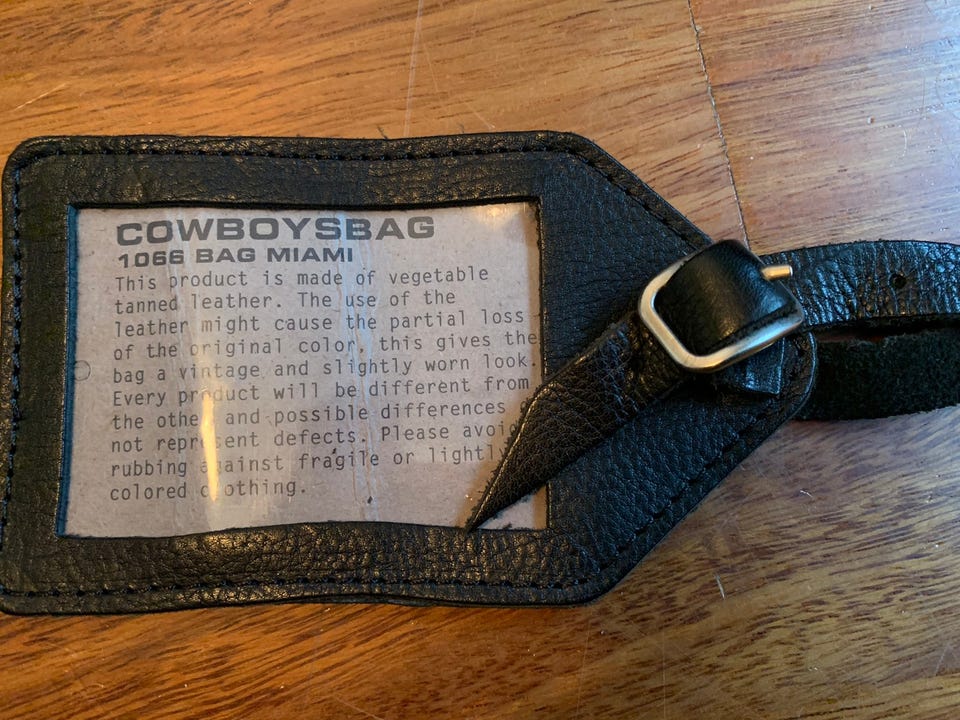 COWBOYSBAG
1066 BAG MIAMI
This product is made of vegetable
tanned leather. The use of the
leather might cause the partial loss
of the original color, this gives the
bag a vintage and slightly worn look.
Every product will be different from
the other and possible differences
not represent defects. Please avoid
rubbing against fragile or lightly
colored clothing.